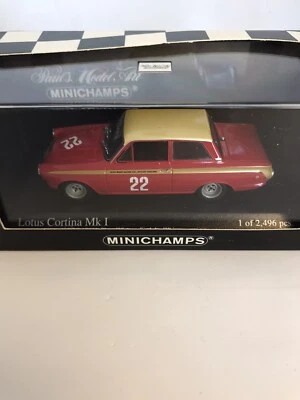 Paul's Model Art
MINICHAMPS
22
22
Lotus Cortina Mk I
1 of 2,496 pcs.
MINICHAMPS